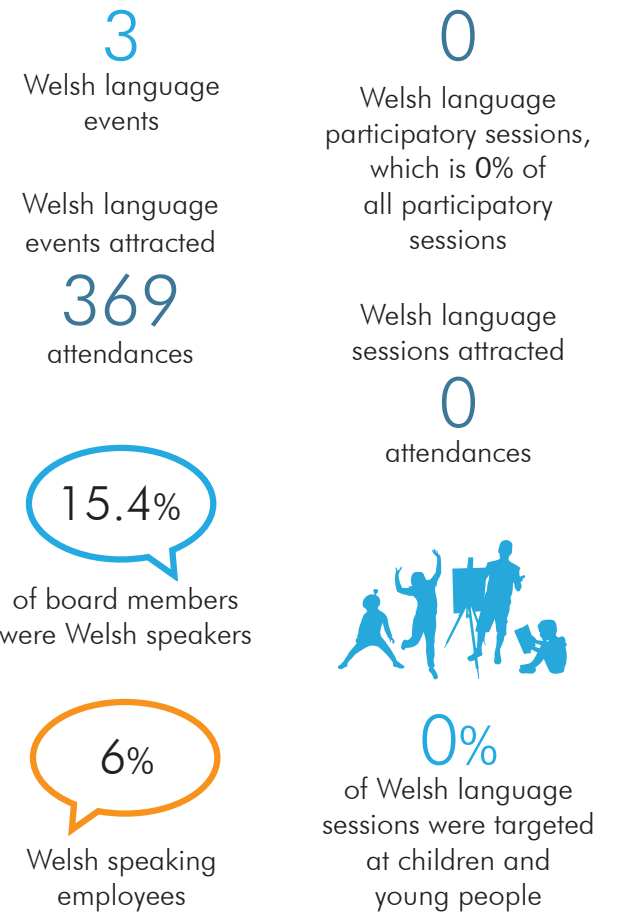 3
Welsh language
events
Welsh language
events attracted
369
attendances
15.4%
of board members
were Welsh speakers
6%
Welsh speaking
employees
0
Welsh language
participatory sessions,
which is 0% of
all participatory
sessions
Welsh language
sessions attracted
0
attendances
0%
of Welsh language
sessions were targeted
at children and
young people